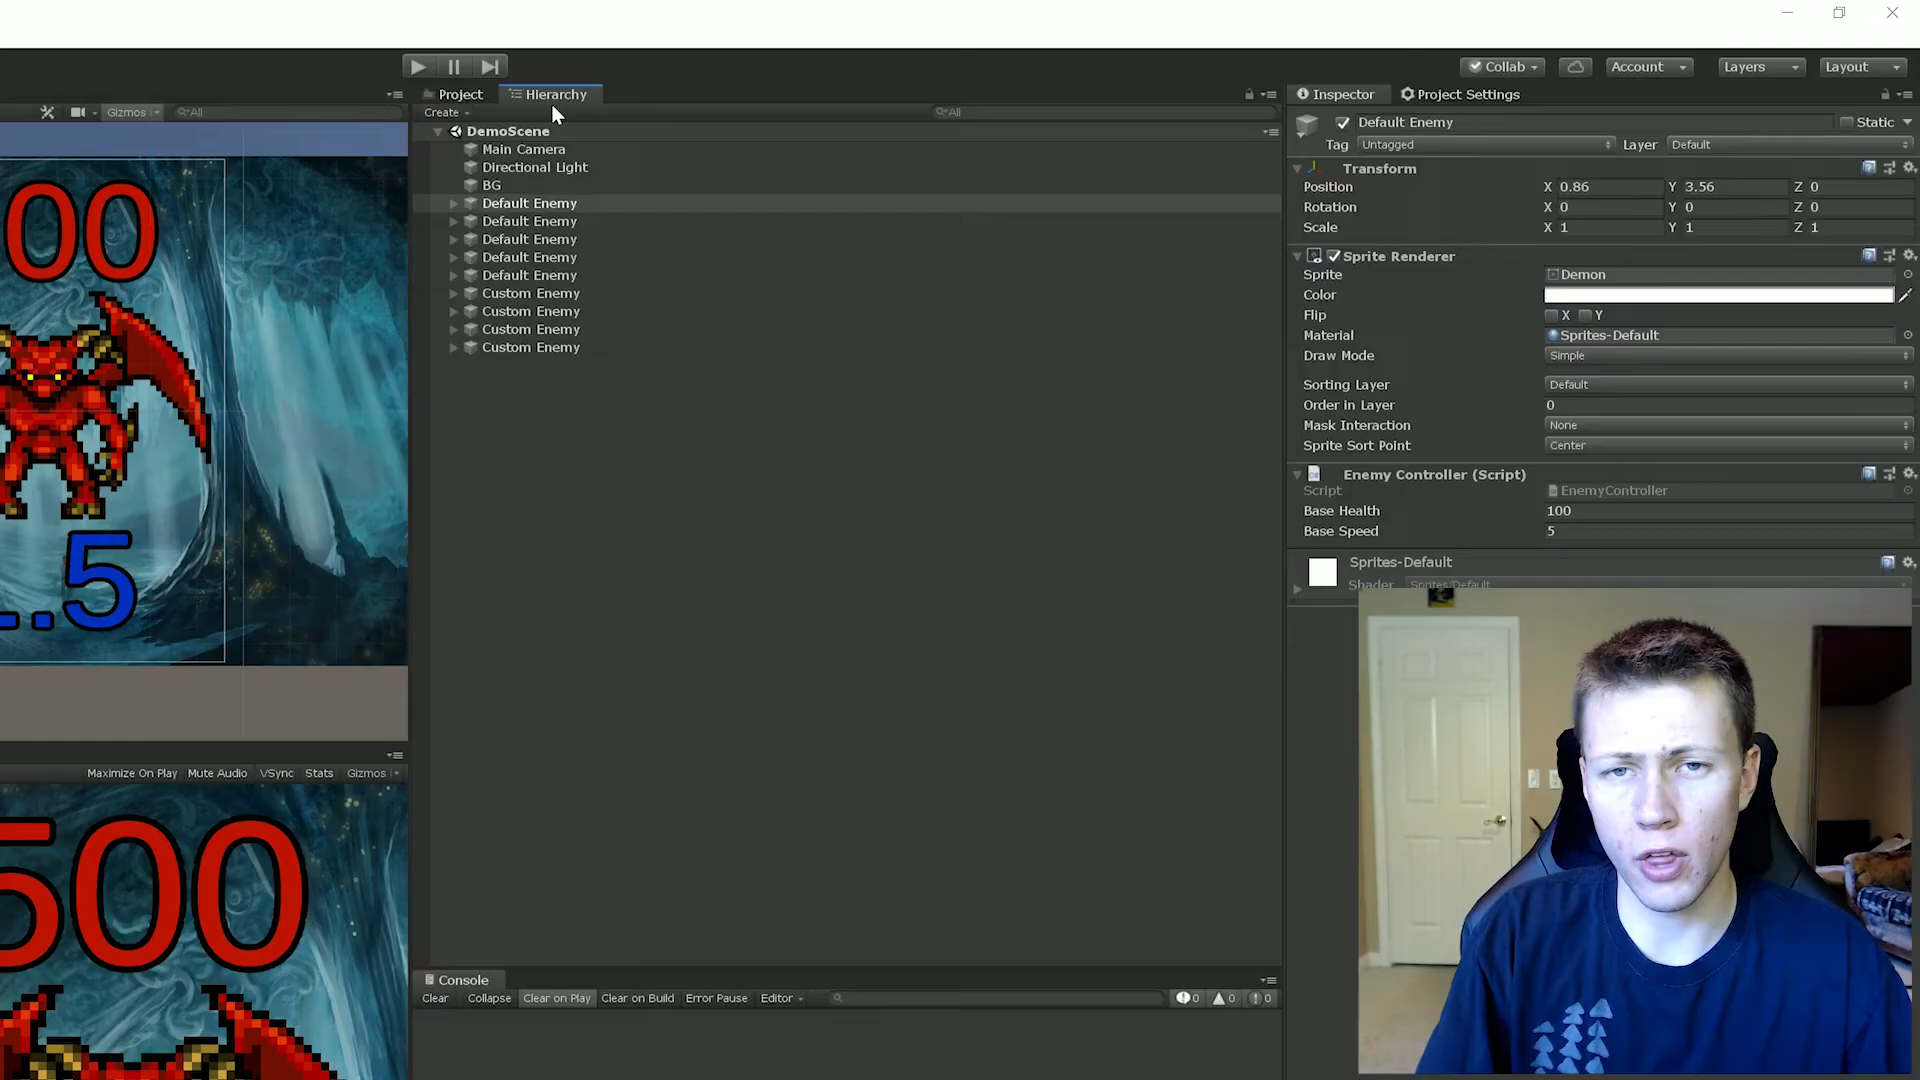 Collab
Account
Layers
Layout
Gizmos
All
00
.5
Maximize On Play Mute Audio VSync Stats Gizmos
500
Project Hierarchy
Create
All
DemoScene
Main Camera
Directional Light
BG
Default Enemy
Default Enemy
Default Enemy
Default Enemy
Default Enemy
Custom Enemy
Custom Enemy
Custom Enemy
Custom Enemy
Console
Clear Collapse Clear on Play Clear on Build Error Pause Editor
0 0 0
Inspector Project Settings
Default Enemy Static
Tag Untagged Layer Default
Transform
Position X 0.86 Y 3.56 Z 0
Rotation X 0 Y 0 Z 0
Scale X 1 Y 1 Z 1
Sprite Renderer
Sprite Demon
Color
Flip X Y
Material Sprites-Default
Draw Mode Simple
Sorting Layer Default
Order in Layer 0
Mask Interaction None
Sprite Sort Point Center
Enemy Controller (Script)
Script EnemyController
Base Health 100
Base Speed 5
Sprites-Default
Shader Sprites/Default